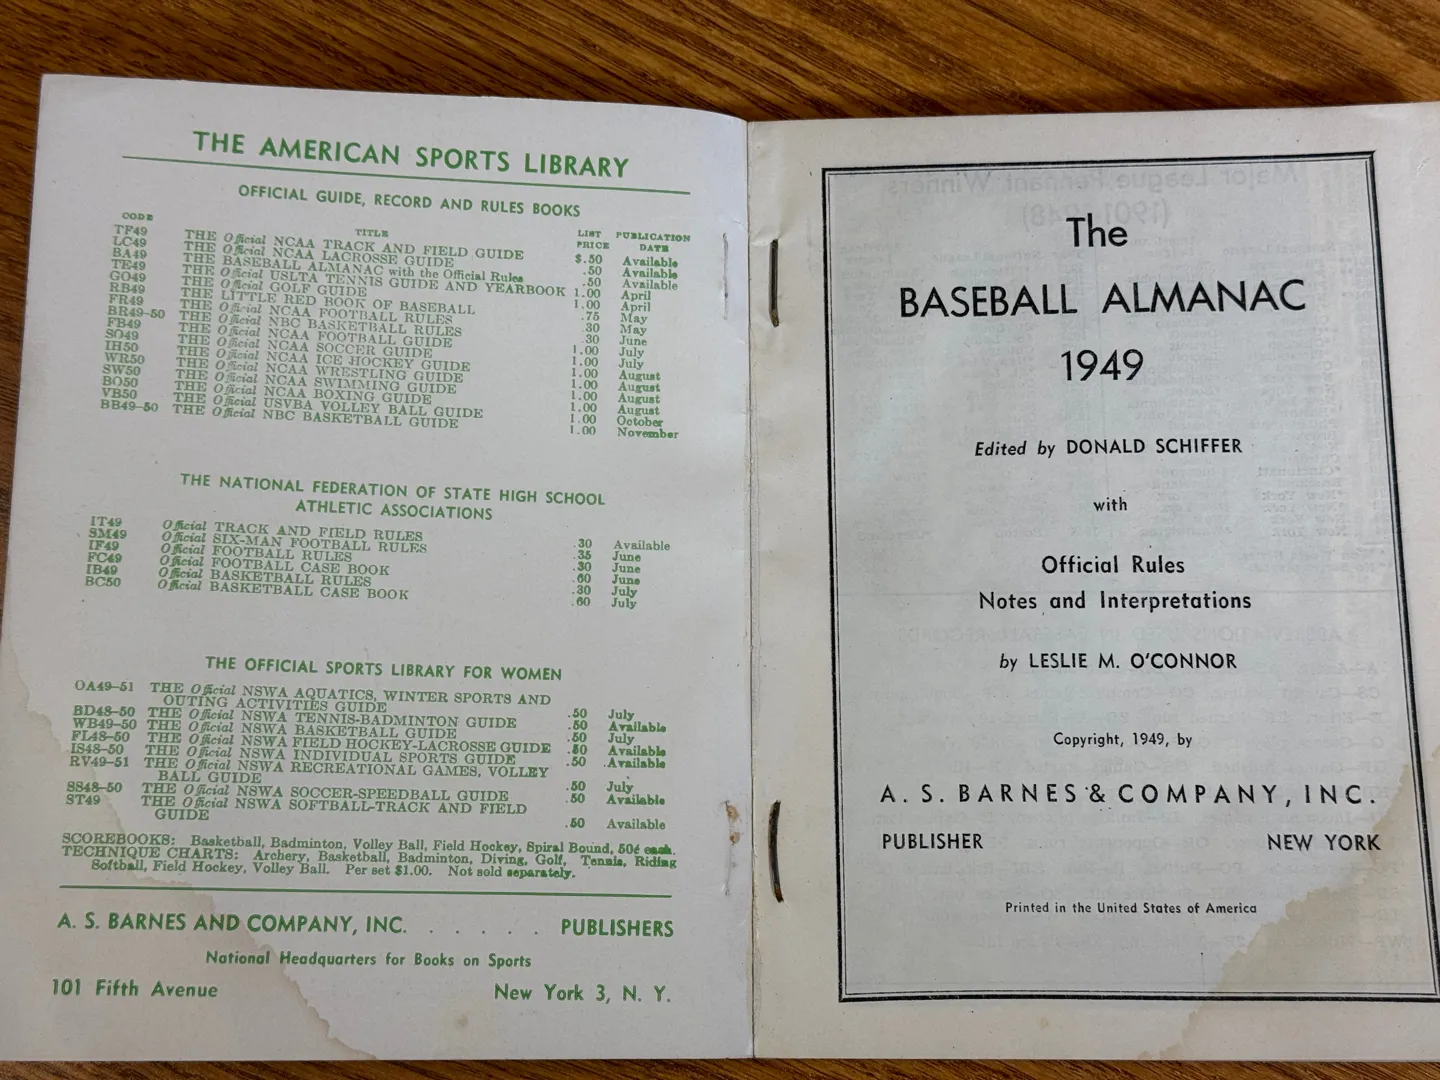 THE AMERICAN SPORTS LIBRARY
OFFICIAL GUIDE, RECORD AND RULES BOOKS
CODE TITLE LIST PRICE PUBLICATION DATE
TF49 THE Official NCAA TRACK AND FIELD GUIDE $.50 Available
LC49 THE Official NCAA LACROSSE GUIDE .50 Available
BA49 THE BASEBALL ALMANAC with the Official Rules .50 Available
TE49 THE Official USLTA TENNIS GUIDE AND YEARBOOK 1.00 April
GO49 THE Official GOLF GUIDE 1.00 April
RB49 THE LITTLE RED BOOK OF BASEBALL .75 May
FR49 THE Official NCAA FOOTBALL RULES .30 May
BR49-50 THE Official NBC BASKETBALL RULES .30 June
FB49 THE Official NCAA FOOTBALL GUIDE 1.00 July
SO49 THE Official NCAA SOCCER GUIDE 1.00 July
IH50 THE Official NCAA ICE HOCKEY GUIDE 1.00 August
WR50 THE Official NCAA WRESTLING GUIDE 1.00 August
SW50 THE Official NCAA SWIMMING GUIDE 1.00 August
BO50 THE Official NCAA BOXING GUIDE 1.00 August
VB50 THE Official USVBA VOLLEY BALL GUIDE 1.00 October
BB49-50 THE Official NBC BASKETBALL GUIDE 1.00 November
THE NATIONAL FEDERATION OF STATE HIGH SCHOOL
ATHLETIC ASSOCIATIONS
IT49 Official TRACK AND FIELD RULES .30 Available
SM49 Official SIX-MAN FOOTBALL RULES .35 June
IF49 Official FOOTBALL RULES .30 June
FC49 Official FOOTBALL CASE BOOK .60 June
IB49 Official BASKETBALL RULES .30 July
BC50 Official BASKETBALL CASE BOOK .60 July
THE OFFICIAL SPORTS LIBRARY FOR WOMEN
OA49-51 THE Official NSWA AQUATICS, WINTER SPORTS AND
OUTING ACTIVITIES GUIDE .50 July
BD48-50 THE Official NSWA TENNIS-BADMINTON GUIDE .50 Available
WB49-50 THE Official NSWA BASKETBALL GUIDE .50 July
FL48-50 THE Official NSWA FIELD HOCKEY-LACROSSE GUIDE .50 Available
IS48-50 THE Official NSWA INDIVIDUAL SPORTS GUIDE .50 Available
RV49-51 THE Official NSWA RECREATIONAL GAMES, VOLLEY
BALL GUIDE .50 July
SS48-50 THE Official NSWA SOCCER-SPEEDBALL GUIDE .50 Available
ST49 THE Official NSWA SOFTBALL-TRACK AND FIELD
GUIDE .50 Available
SCOREBOOKS: Basketball, Badminton, Volley Ball, Field Hockey, Spiral Bound, 50¢ each.
TECHNIQUE CHARTS: Archery, Basketball, Badminton, Diving, Golf, Tennis, Riding
Softball, Field Hockey, Volley Ball. Per set $1.00. Not sold separately.
A. S. BARNES AND COMPANY, INC. . . . . . PUBLISHERS
National Headquarters for Books on Sports
101 Fifth Avenue New York 3, N. Y.
The
BASEBALL ALMANAC
1949
Edited by DONALD SCHIFFER
with
Official Rules
Notes and Interpretations
by LESLIE M. O'CONNOR
Copyright, 1949, by
A. S. BARNES & COMPANY, INC.
PUBLISHER NEW YORK
Printed in the United States of America